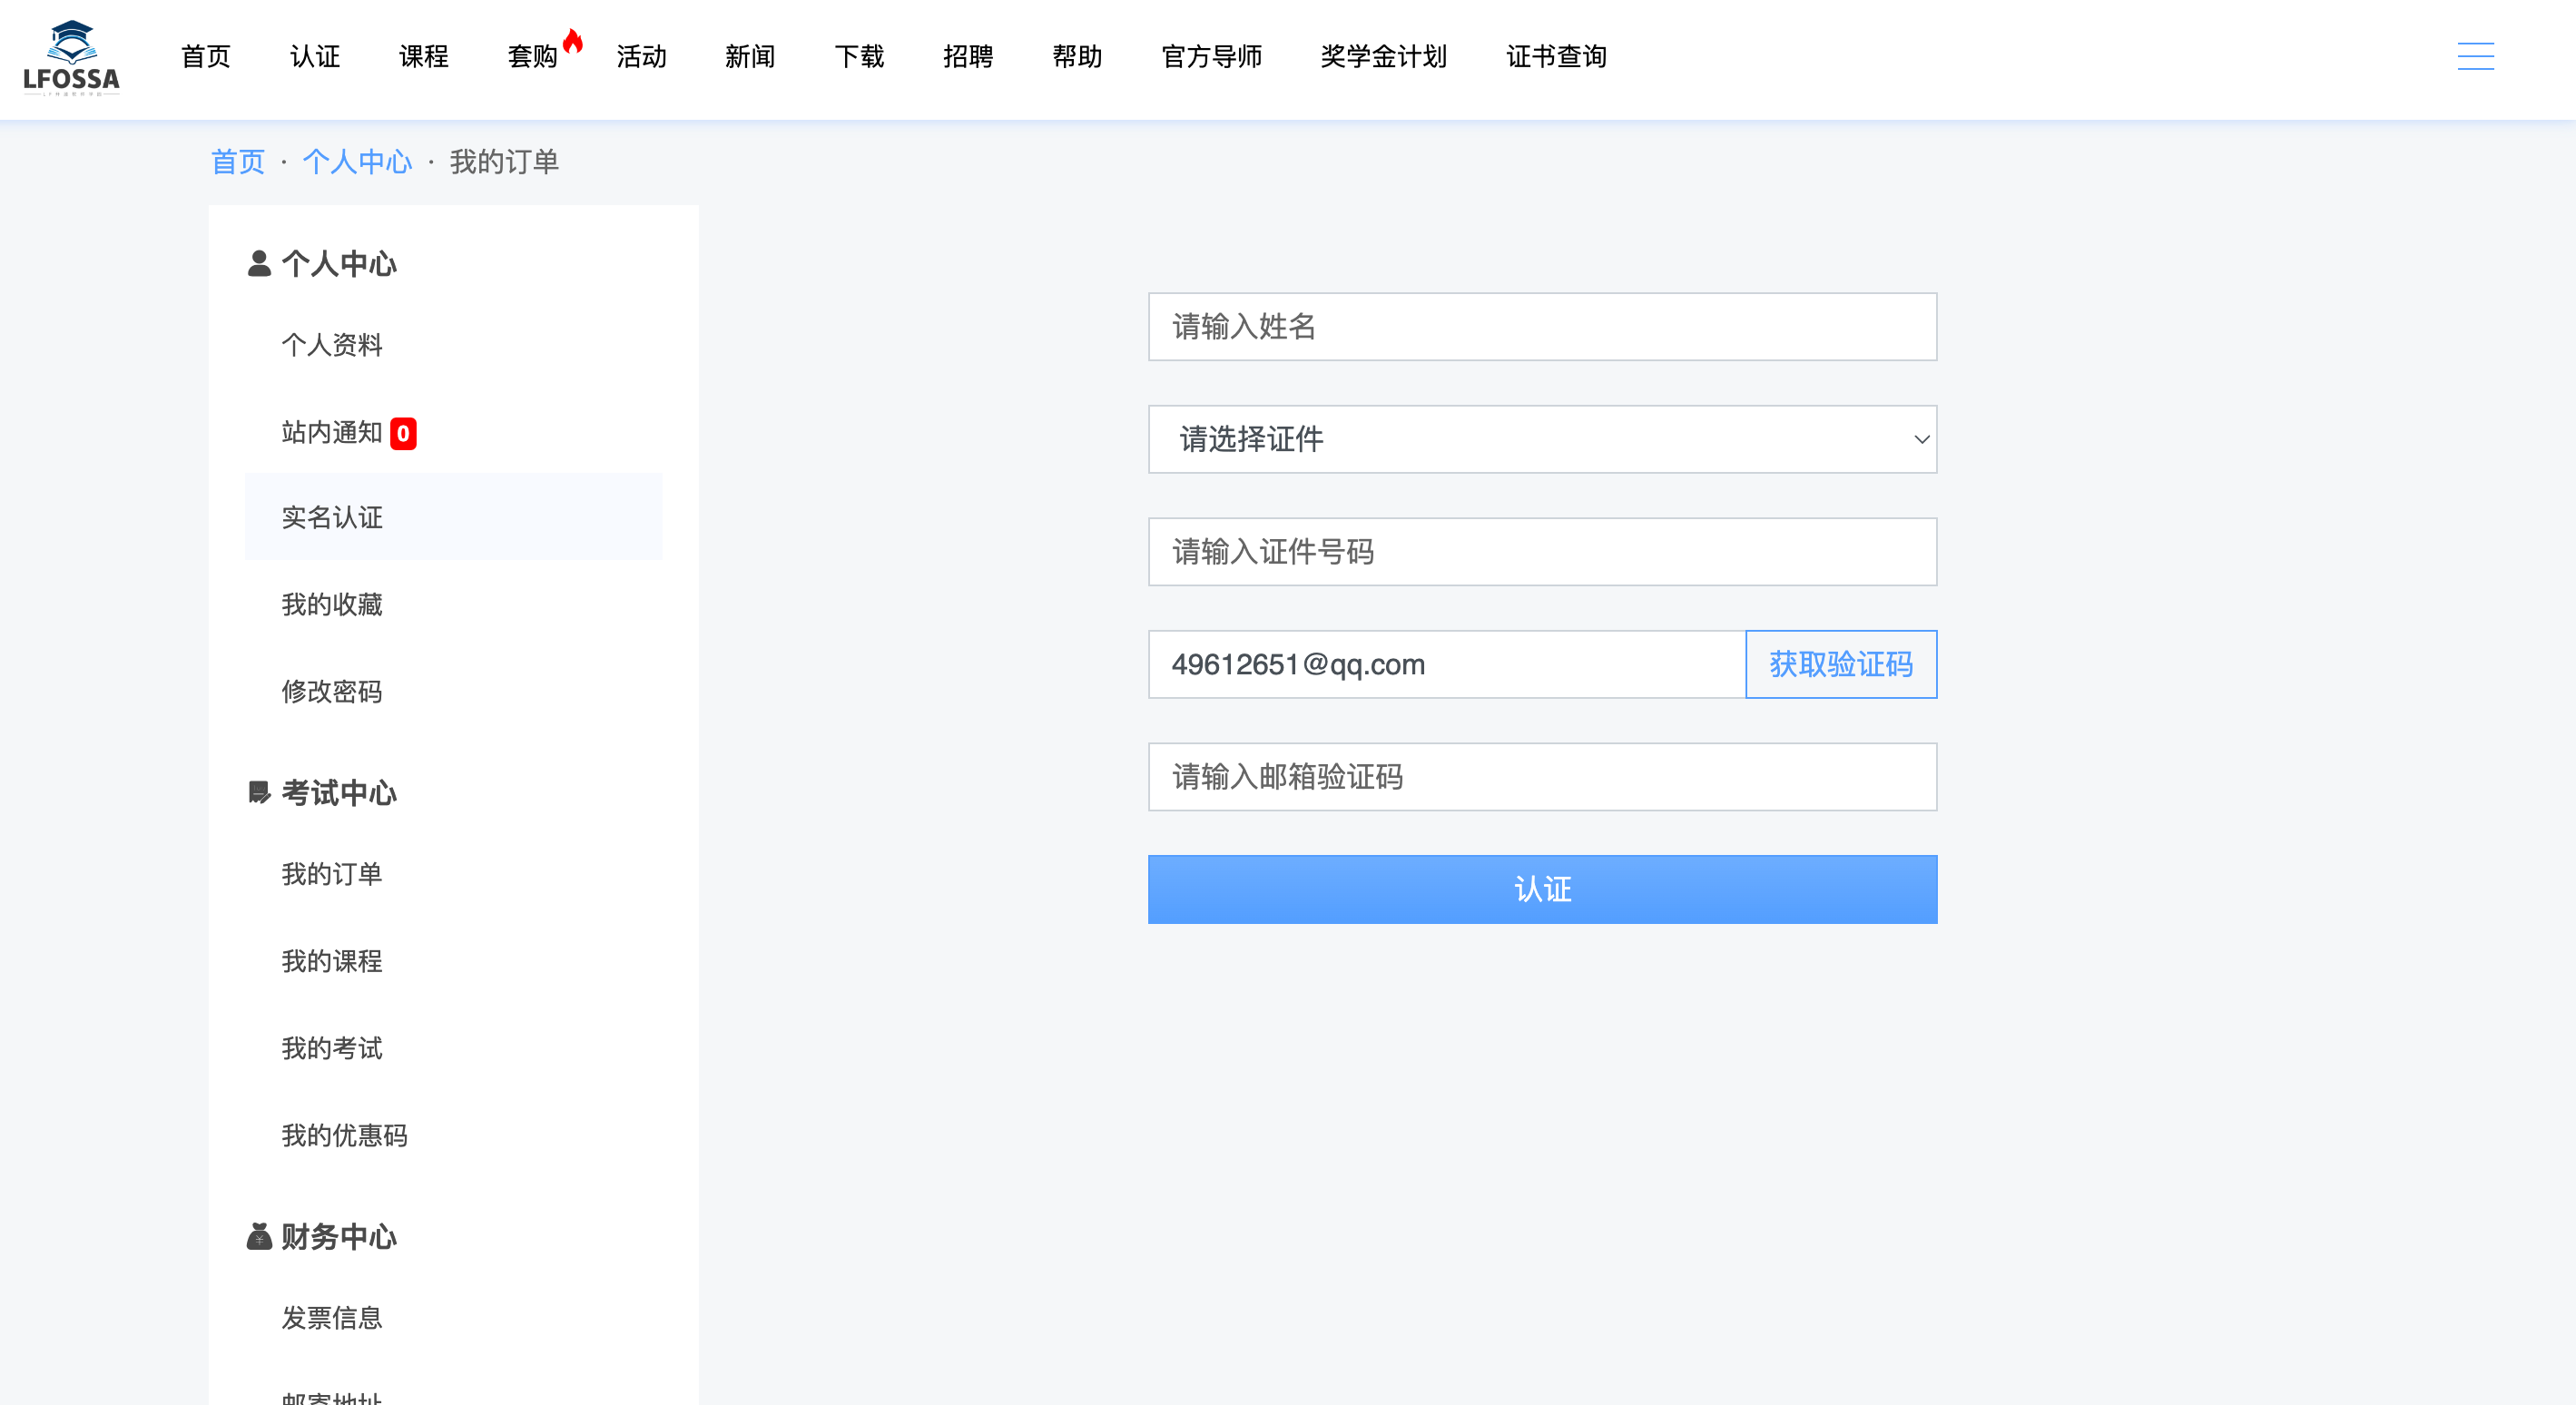 LFOSSA
首页 认证 课程 套购 活动 新闻 下载 招聘 帮助 官方导师 奖学金计划 证书查询
首页 · 个人中心 · 我的订单
个人中心
个人资料
站内通知 0
实名认证
我的收藏
修改密码
考试中心
我的订单
我的课程
我的考试
我的优惠码
财务中心
发票信息
邮寄地址
请输入姓名
请选择证件
请输入证件号码
49612651@qq.com 获取验证码
请输入邮箱验证码
认证